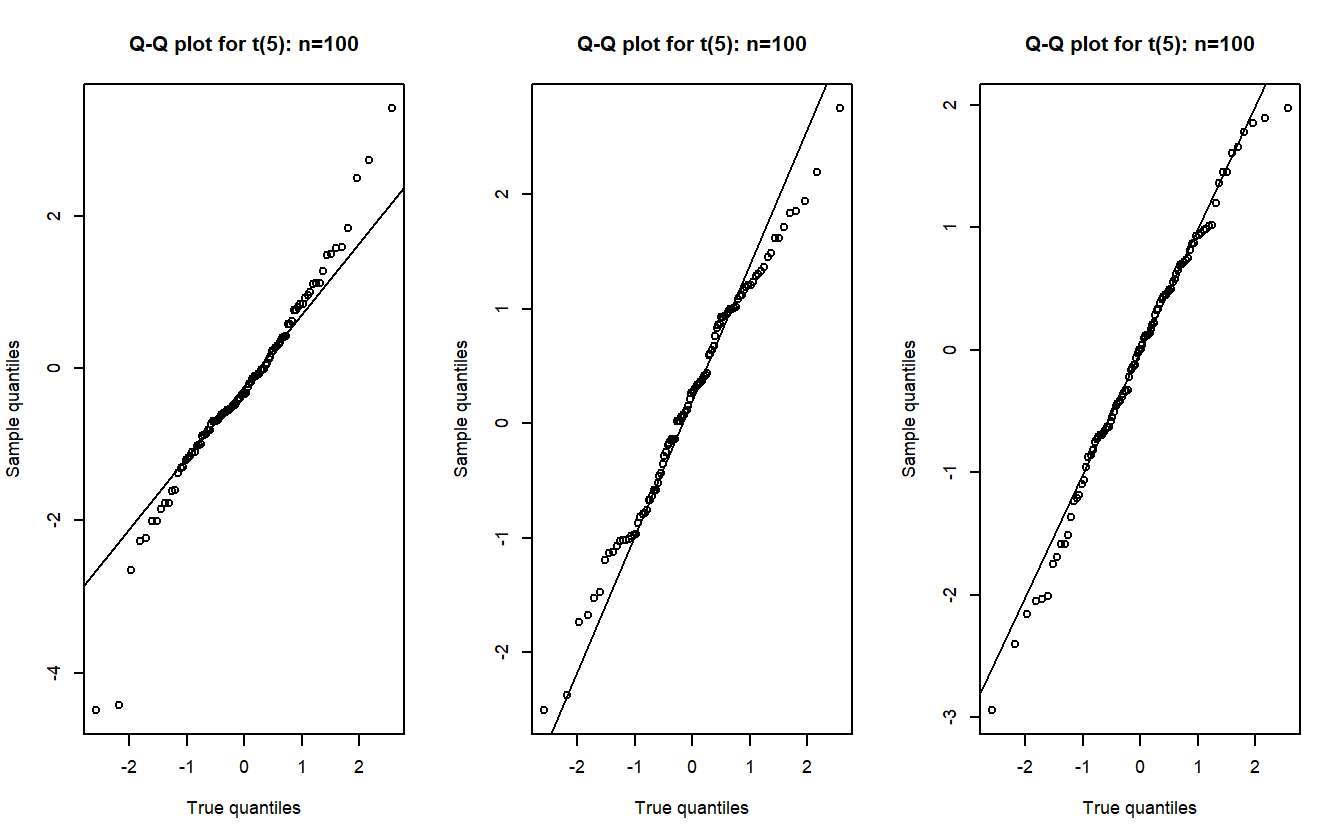 Q-Q plot for t(5): n=100
Sample quantiles
2
0
-2
-4
-2 -1 0 1 2
True quantiles
Q-Q plot for t(5): n=100
Sample quantiles
2
1
0
-1
-2
-2 -1 0 1 2
True quantiles
Q-Q plot for t(5): n=100
Sample quantiles
2
1
0
-1
-2
-3
-2 -1 0 1 2
True quantiles